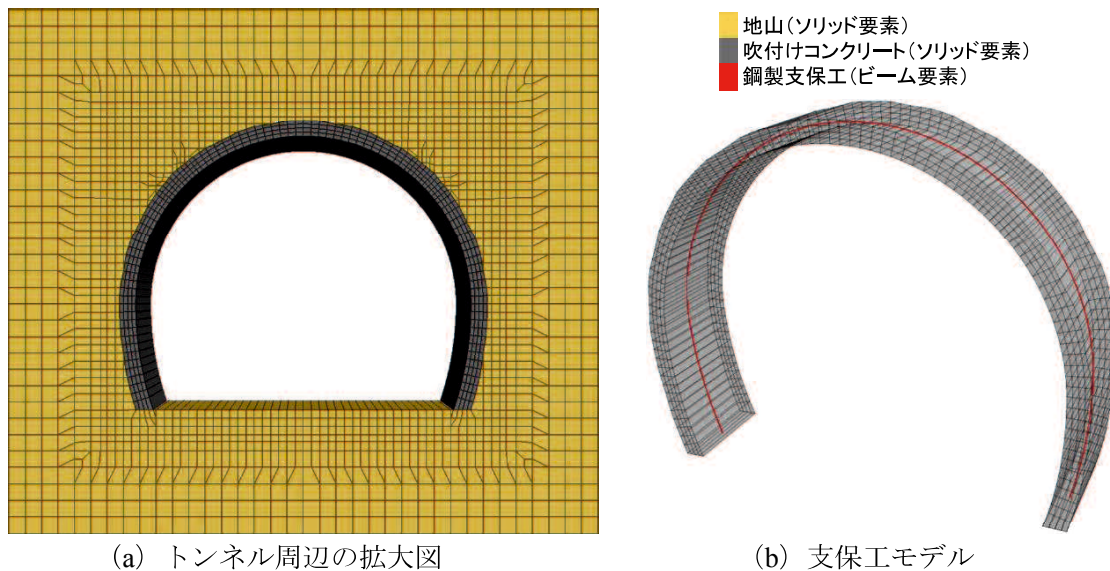 地山(ソリッド要素)
吹付けコンクリート(ソリッド要素)
鋼製支保工(ビーム要素)
(a) トンネル周辺の拡大図
(b) 支保工モデル